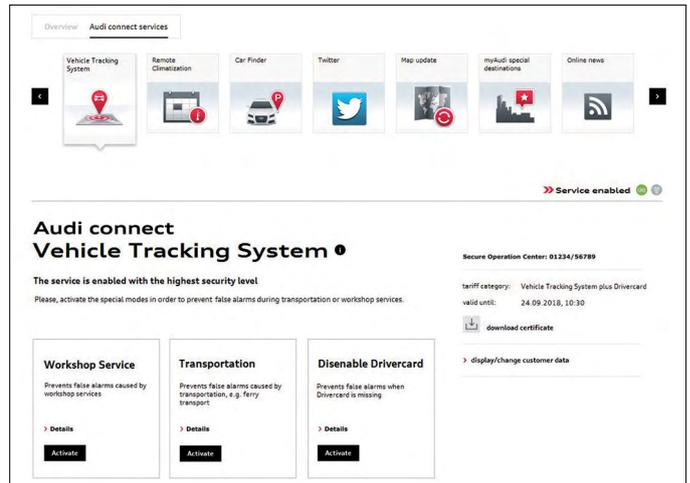 Overview Audi connect services
Vehicle Tracking
System
Remote
Climatization
Car Finder
Twitter
Map update
myAudi special
destinations
Online news
Service enabled
Audi connect
Vehicle Tracking System
The service is enabled with the highest security level
Please, activate the special modes in order to prevent false alarms during transportation or workshop services.
Secure Operation Center: 01234/56789
tariff category: Vehicle Tracking System plus Drivercard
valid until: 24.09.2018, 10:30
download certificate
display/change customer data
Workshop Service
Prevents false alarms caused by
workshop services
Details
Activate
Transportation
Prevents false alarms caused by
transportation, e.g. ferry
transport
Details
Activate
Disenable Drivercard
Prevents false alarms when
Drivercard is missing
Details
Activate